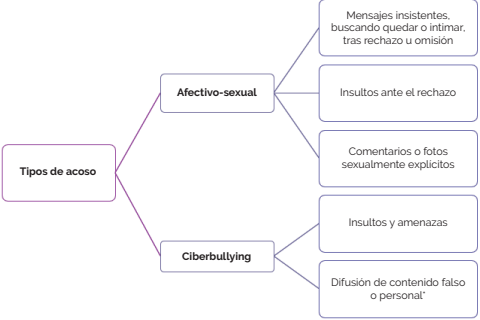 Tipos de acoso
Afectivo-sexual
Mensajes insistentes,
buscando quedar o intimar,
tras rechazo u omisión
Insultos ante el rechazo
Comentarios o fotos
sexualmente explícitos
Ciberbullying
Insultos y amenazas
Difusión de contenido falso
o personal*